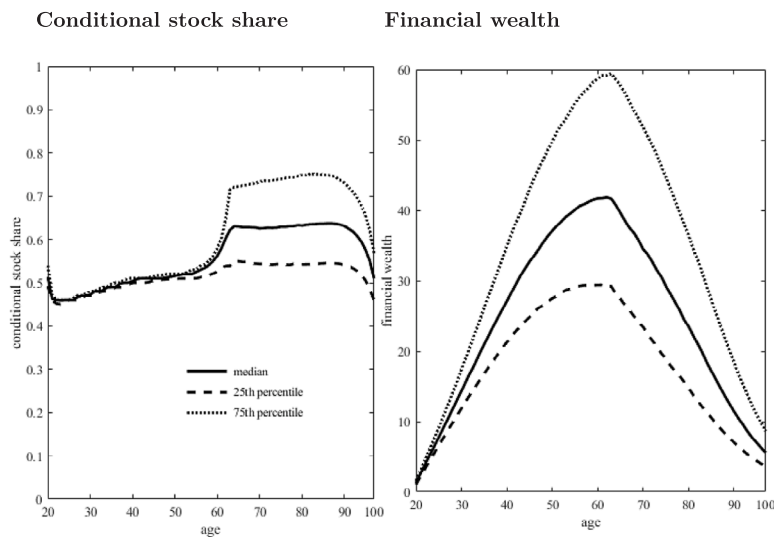 Conditional stock share
Financial wealth
conditional stock share
1
0.9
0.8
0.7
0.6
0.5
0.4
0.3
0.2
0.1
0
20 30 40 50 60 70 80 90 100
age
median
25th percentile
75th percentile
financial wealth
60
50
40
30
20
10
0
20 30 40 50 60 70 80 90 100
age